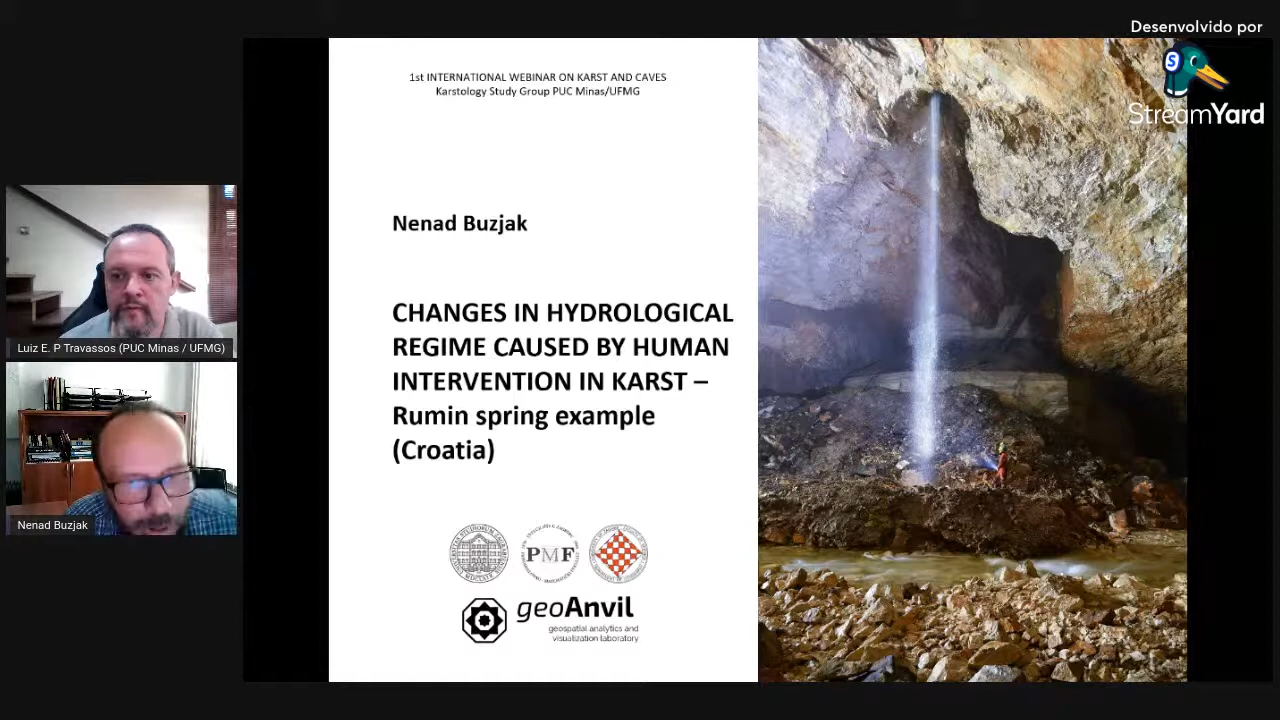 Desenvolvido por
StreamYard
1st INTERNATIONAL WEBINAR ON KARST AND CAVES
Karstology Study Group PUC Minas/UFMG
Nenad Buzjak
CHANGES IN HYDROLOGICAL
REGIME CAUSED BY HUMAN
INTERVENTION IN KARST –
Rumin spring example
(Croatia)
PMF
geoAnvil
geospatial analytics and
visualization laboratory
Luiz E. P Travassos (PUC Minas / UFMG)
Nenad Buzjak